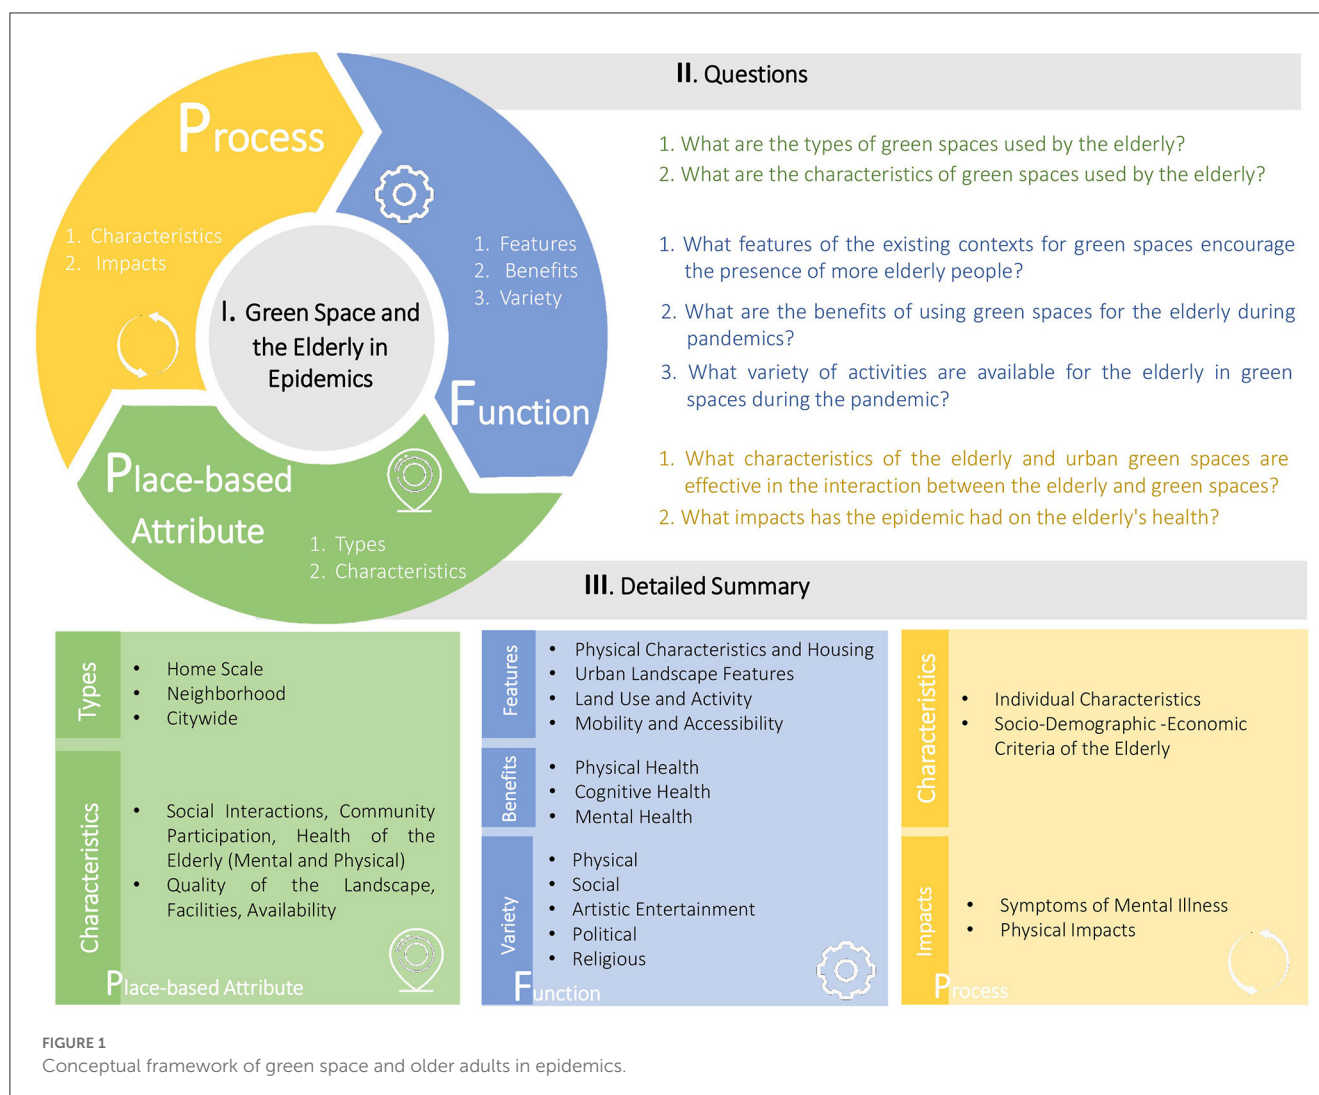 Process
1. Characteristics
2. Impacts
1. Features
2. Benefits
3. Variety
Function
I. Green Space and
the Elderly in
Epidemics
Place-based
Attribute
1. Types
2. Characteristics
II. Questions
1. What are the types of green spaces used by the elderly?
2. What are the characteristics of green spaces used by the elderly?
1. What features of the existing contexts for green spaces encourage
the presence of more elderly people?
2. What are the benefits of using green spaces for the elderly during
pandemics?
3. What variety of activities are available for the elderly in green
spaces during the pandemic?
1. What characteristics of the elderly and urban green spaces are
effective in the interaction between the elderly and green spaces?
2. What impacts has the epidemic had on the elderly's health?
III. Detailed Summary
Types
• Home Scale
• Neighborhood
• Citywide
Characteristics
• Social Interactions, Community
Participation, Health of the
Elderly (Mental and Physical)
• Quality of the Landscape,
Facilities, Availability
Place-based Attribute
Features
• Physical Characteristics and Housing
• Urban Landscape Features
• Land Use and Activity
• Mobility and Accessibility
Benefits
• Physical Health
• Cognitive Health
• Mental Health
Variety
• Physical
• Social
• Artistic Entertainment
• Political
• Religious
Function
Characteristics
• Individual Characteristics
• Socio-Demographic -Economic
Criteria of the Elderly
Impacts
• Symptoms of Mental Illness
• Physical Impacts
Process
FIGURE 1
Conceptual framework of green space and older adults in epidemics.